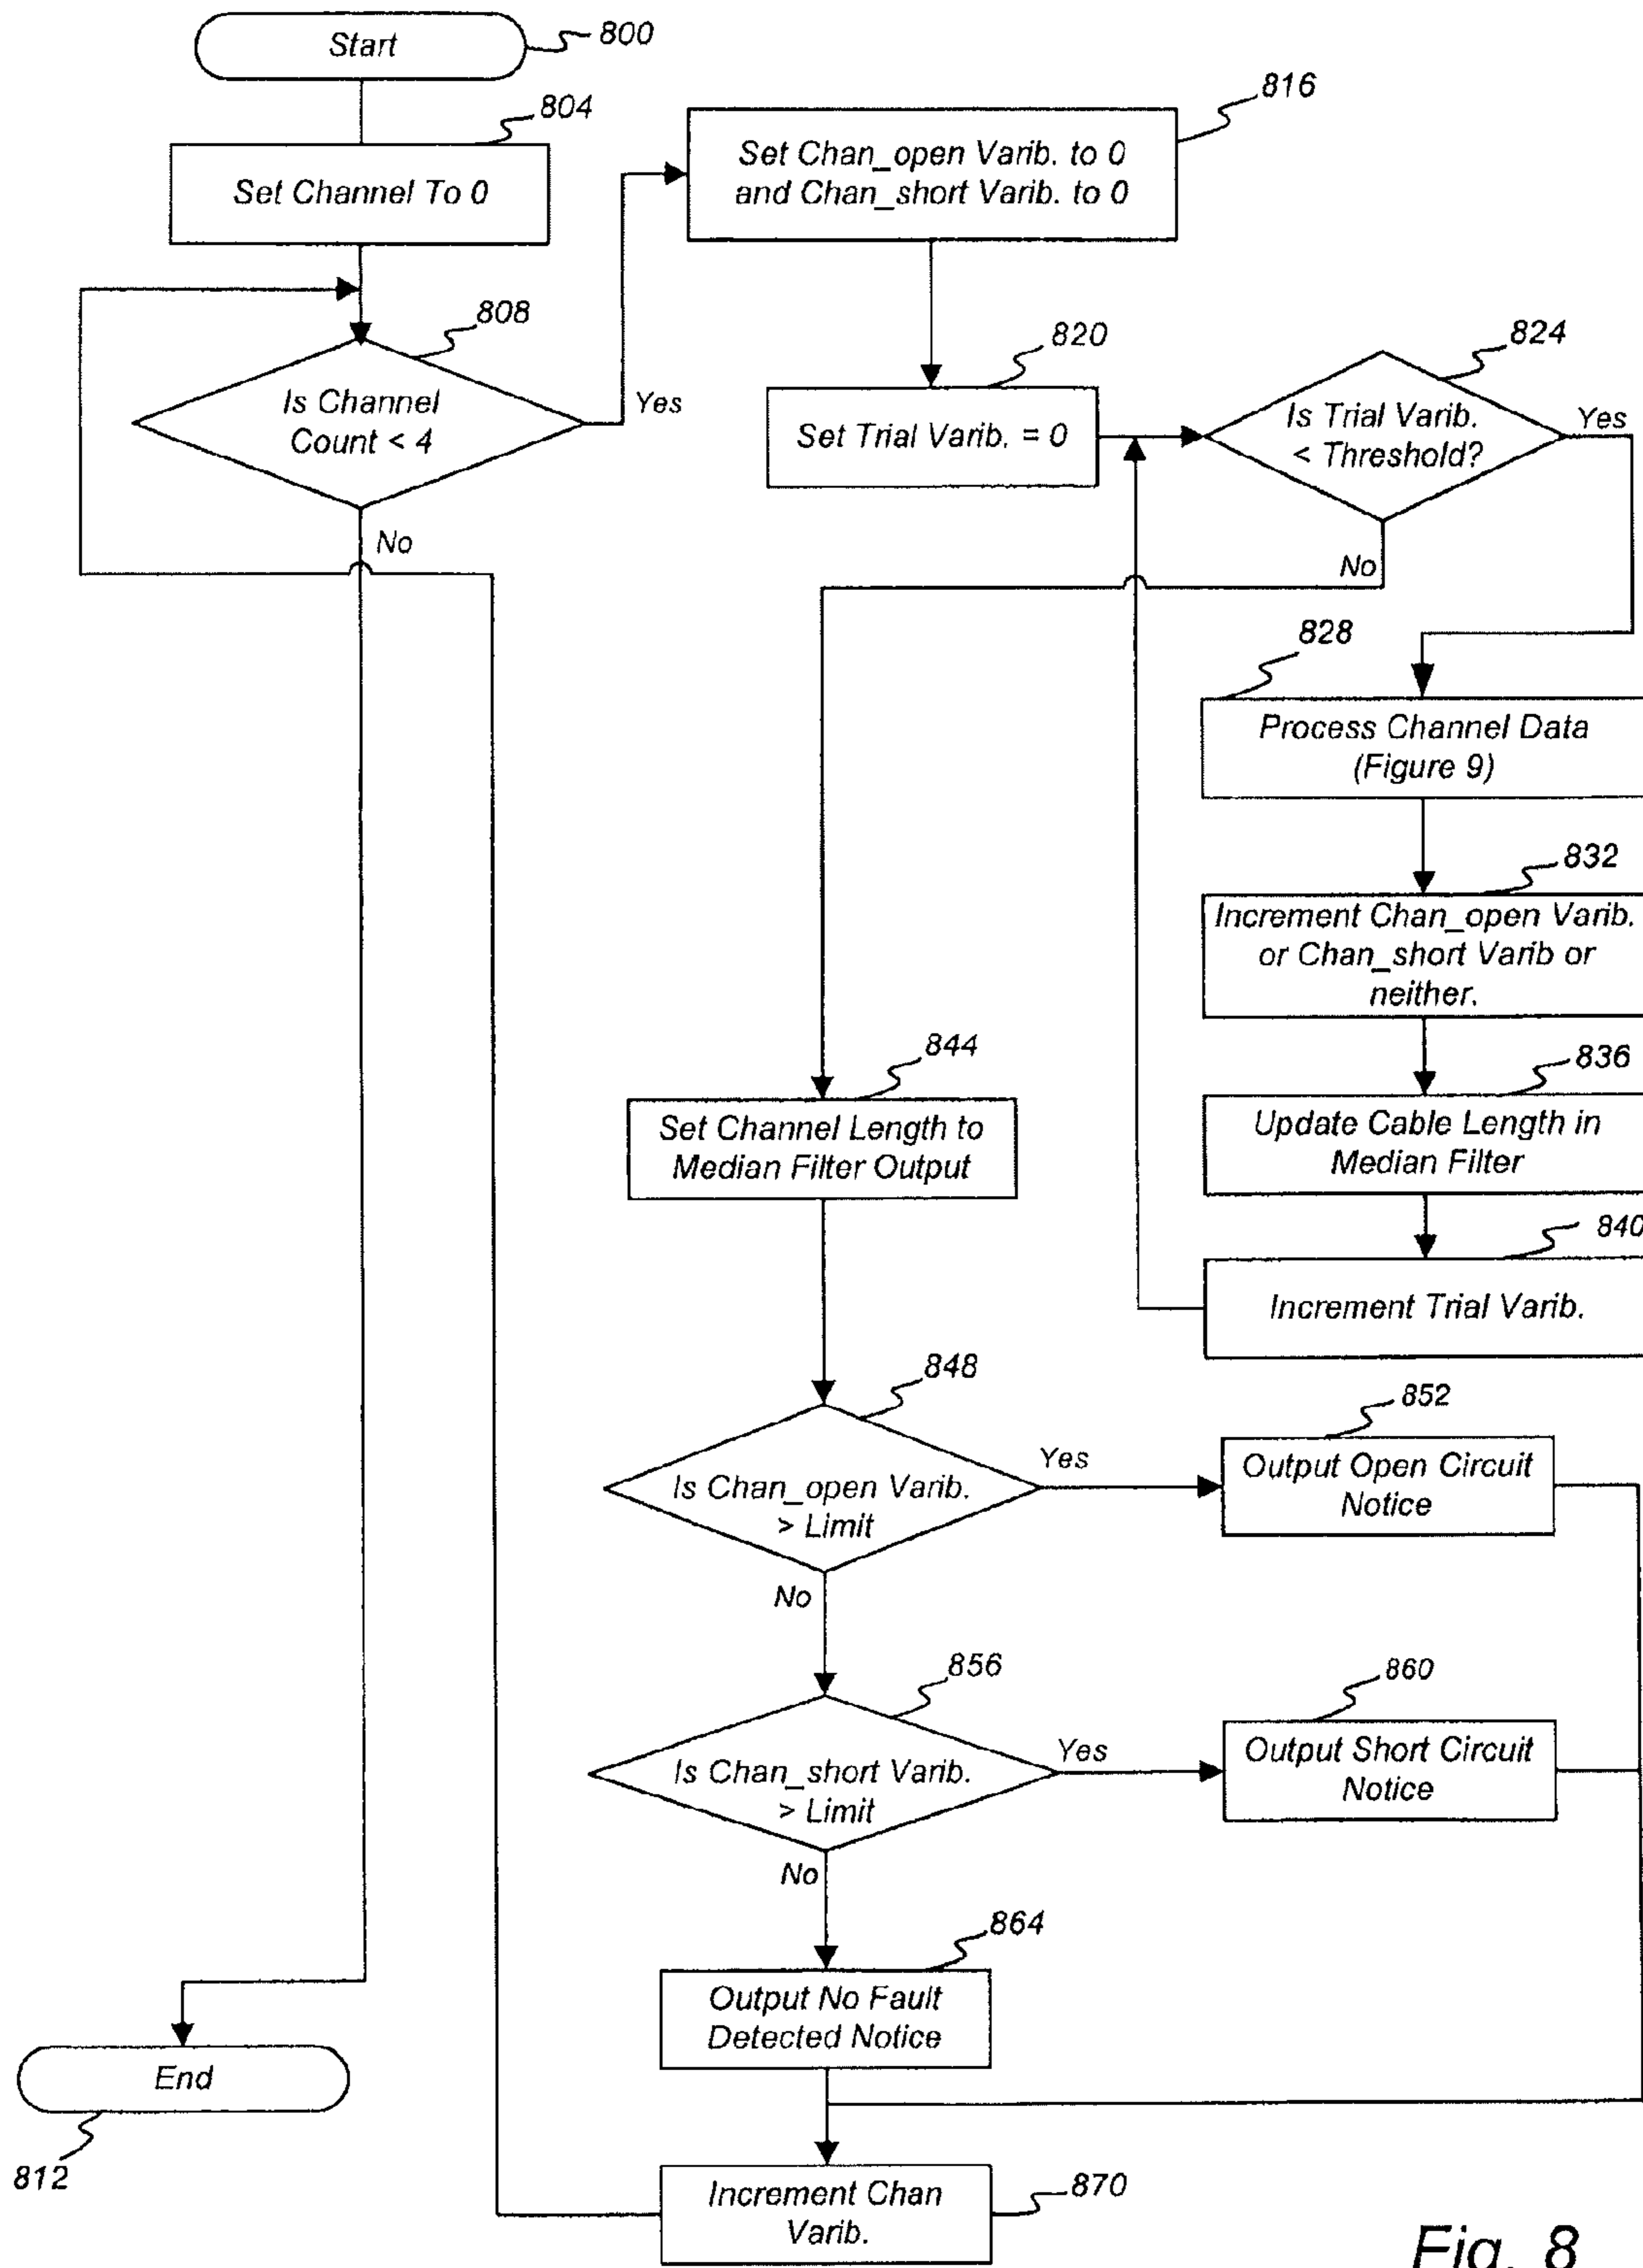 Start
800
804
Set Channel To 0
816
Set Chan_open Varib. to 0
and Chan_short Varib. to 0
808
Is Channel
Count < 4
Yes
No
820
Set Trial Varib. = 0
824
Is Trial Varib.
< Threshold?
Yes
No
828
Process Channel Data
(Figure 9)
832
Increment Chan_open Varib.
or Chan_short Varib or
neither.
836
Update Cable Length in
Median Filter
840
Increment Trial Varib.
844
Set Channel Length to
Median Filter Output
848
Is Chan_open Varib.
> Limit
Yes
No
852
Output Open Circuit
Notice
856
Is Chan_short Varib.
> Limit
Yes
No
860
Output Short Circuit
Notice
864
Output No Fault
Detected Notice
End
812
Increment Chan
Varib.
870
Fig. 8